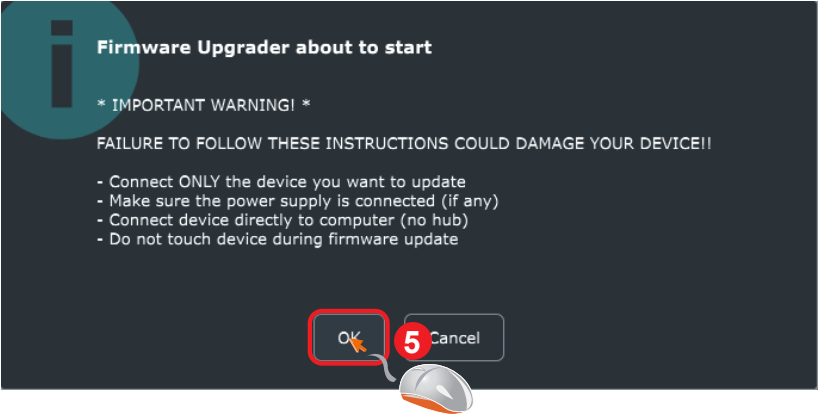 Firmware Upgrader about to start
* IMPORTANT WARNING! *
FAILURE TO FOLLOW THESE INSTRUCTIONS COULD DAMAGE YOUR DEVICE!!
- Connect ONLY the device you want to update
- Make sure the power supply is connected (if any)
- Connect device directly to computer (no hub)
- Do not touch device during firmware update
OK 5 Cancel